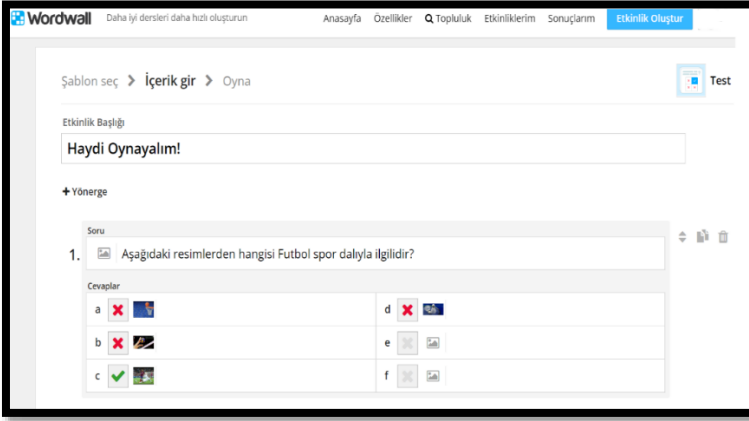 Wordwall Daha iyi dersleri daha hızlı oluşturun Anasayfa Özellikler Topluluk Etkinliklerim Sonuçlarım Etkinlik Oluştur
Şablon seç > İçerik gir > Oyna Test
Etkinlik Başlığı
Haydi Oynayalım!
+ Yönerge
Soru
1. Aşağıdaki resimlerden hangisi Futbol spor dalıyla ilgilidir?
Cevaplar
a d
b e
c f